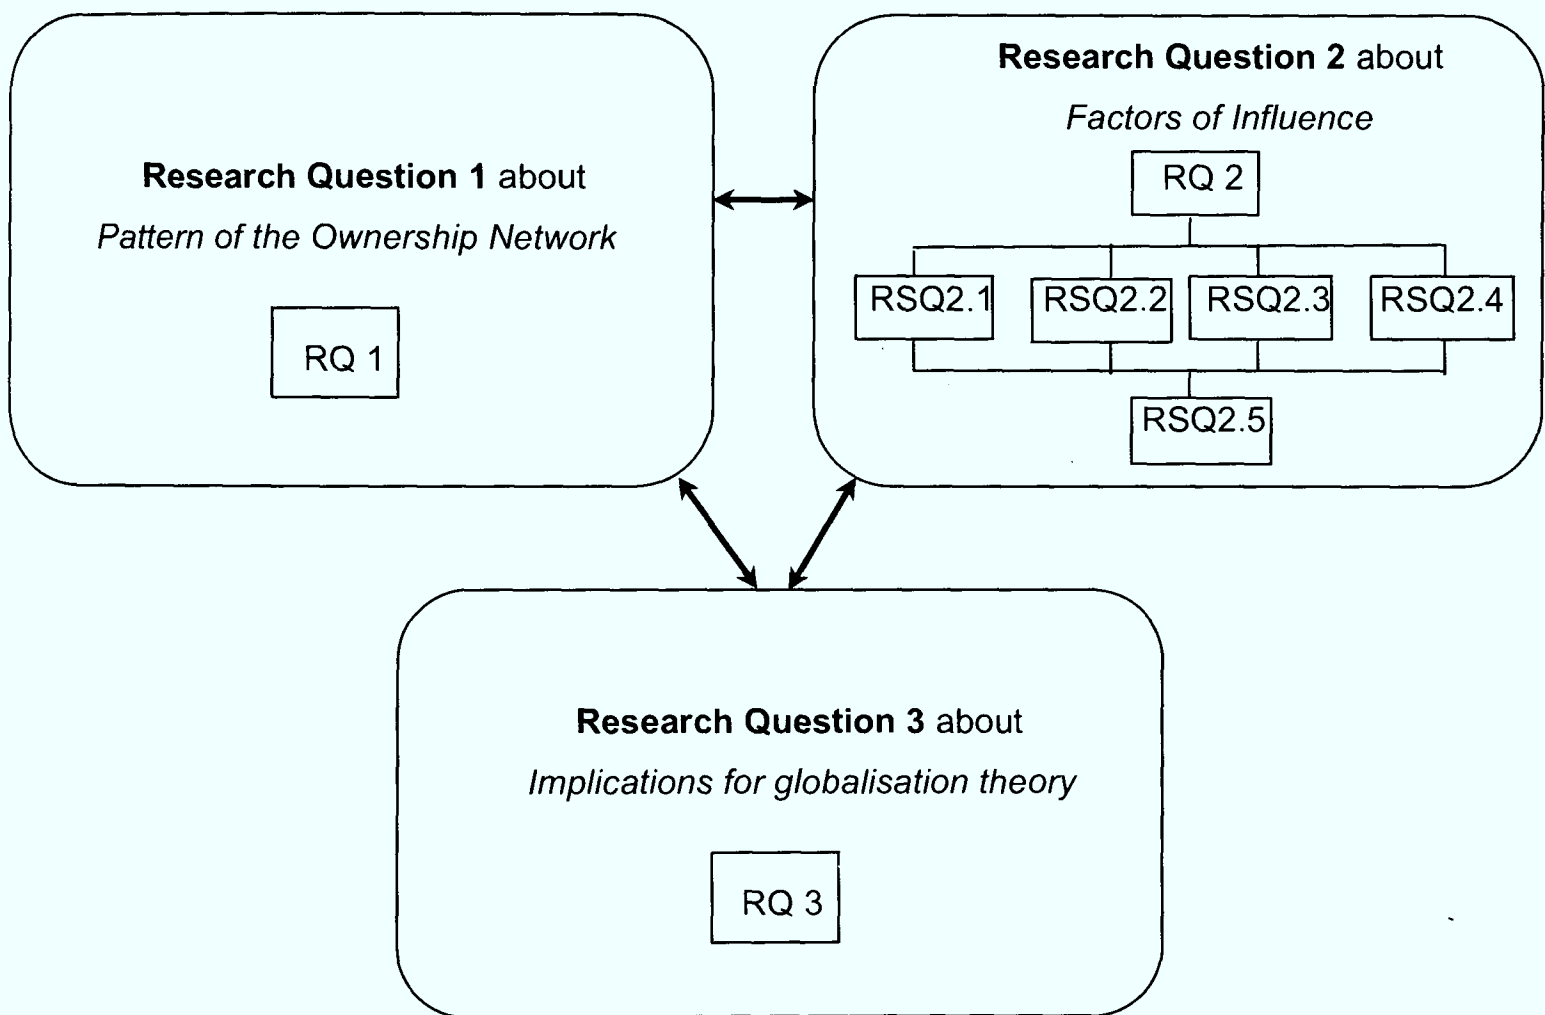 Research Question 1 about
Pattern of the Ownership Network
RQ 1
Research Question 2 about
Factors of Influence
RQ 2
RSQ2.1 RSQ2.2 RSQ2.3 RSQ2.4
RSQ2.5
Research Question 3 about
Implications for globalisation theory
RQ 3